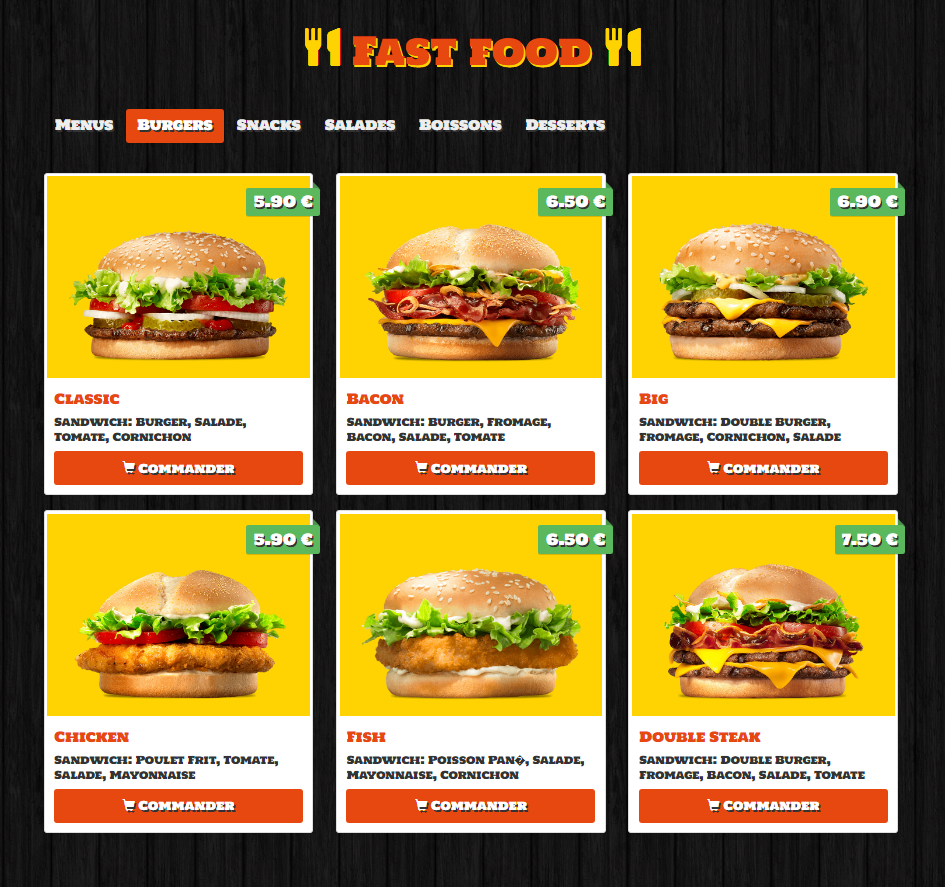 Fast food
Menus Burgers Snacks Salades Boissons Desserts
5.90 €
6.50 €
6.90 €
Classic
Sandwich: Burger, Salade,
Tomate, Cornichon
Commander
Bacon
Sandwich: Burger, Fromage,
Bacon, Salade, Tomate
Commander
Big
Sandwich: Double Burger,
Fromage, Cornichon, Salade
Commander
5.90 €
6.50 €
7.50 €
Chicken
Sandwich: Poulet Frit, Tomate,
Salade, Mayonnaise
Commander
Fish
Sandwich: Poisson Pan�, Salade,
Mayonnaise, Cornichon
Commander
Double Steak
Sandwich: Double Burger,
Fromage, Bacon, Salade, Tomate
Commander